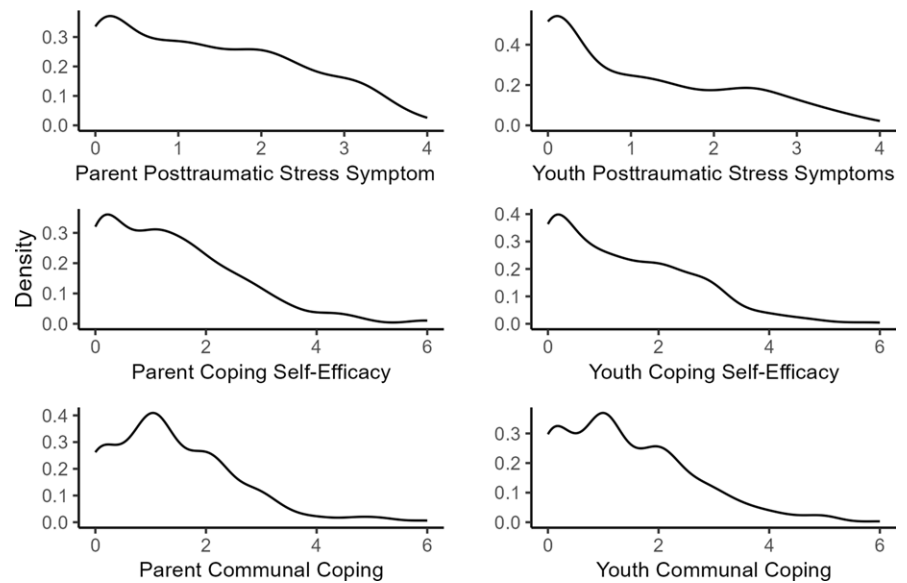 0.3
0.2
0.1
0.0
0 1 2 3 4
Parent Posttraumatic Stress Symptom
0.4
0.2
0.0
0 1 2 3 4
Youth Posttraumatic Stress Symptoms
Density
0.3
0.2
0.1
0.0
0 2 4 6
Parent Coping Self-Efficacy
0.4
0.3
0.2
0.1
0.0
0 2 4 6
Youth Coping Self-Efficacy
0.4
0.3
0.2
0.1
0.0
0 2 4 6
Parent Communal Coping
0.3
0.2
0.1
0.0
0 2 4 6
Youth Communal Coping